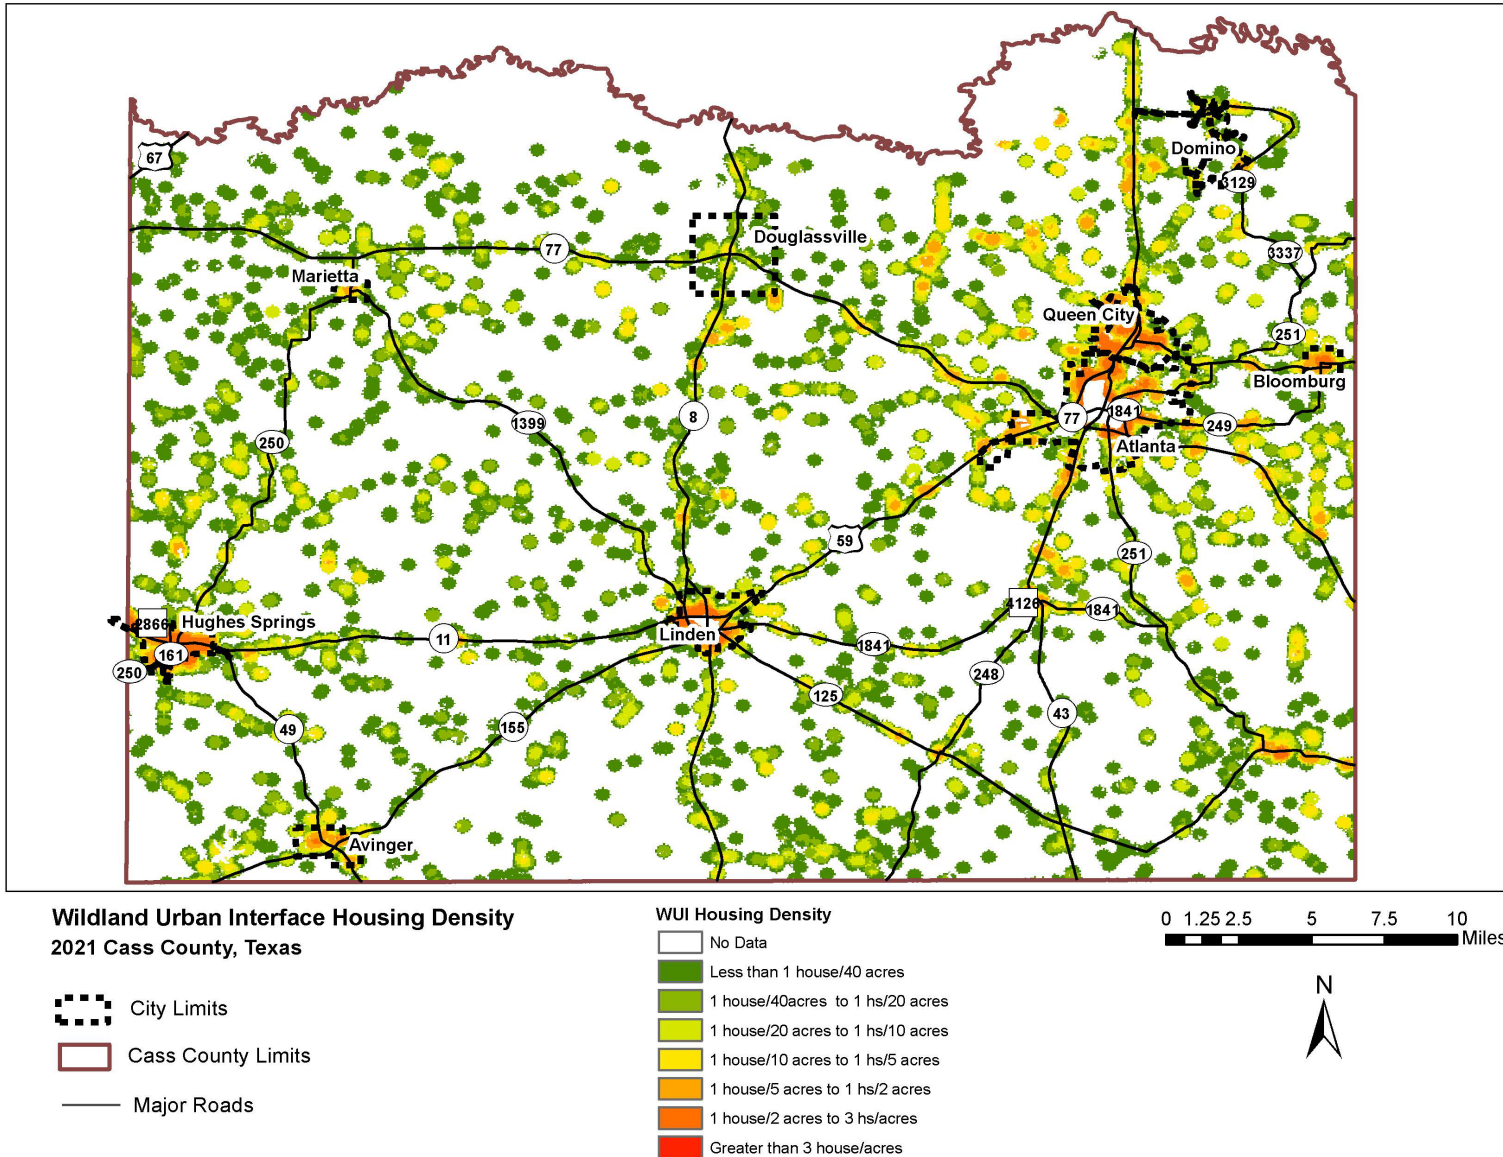 67
Domino
3129
Douglassville
77
3337
Marietta
Queen City
251
Bloomburg
8
77
1841
1399
249
250
Atlanta
59
251
4126
1841
2866
Hughes Springs
Linden
11
1841
161
250
248
125
43
49
155
Avinger
Wildland Urban Interface Housing Density
2021 Cass County, Texas
City Limits
Cass County Limits
Major Roads
WUI Housing Density
No Data
Less than 1 house/40 acres
1 house/40acres to 1 hs/20 acres
1 house/20 acres to 1 hs/10 acres
1 house/10 acres to 1 hs/5 acres
1 house/5 acres to 1 hs/2 acres
1 house/2 acres to 3 hs/acres
Greater than 3 house/acres
0 1.25 2.5 5 7.5 10
Miles
N